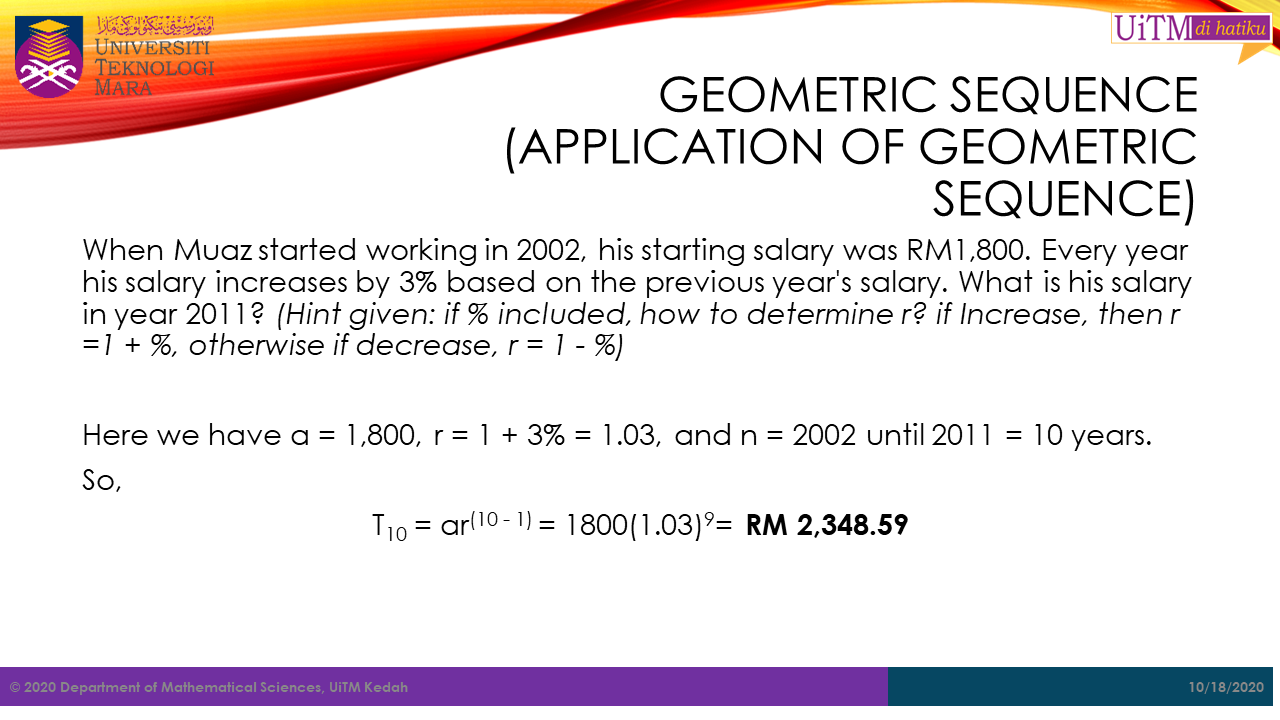 اونيۏرسيتي تيكنولوݢي مارا
UNIVERSITI
TEKNOLOGI
MARA
UiTM di hatiku
GEOMETRIC SEQUENCE
(APPLICATION OF GEOMETRIC
SEQUENCE)
When Muaz started working in 2002, his starting salary was RM1,800. Every year
his salary increases by 3% based on the previous year's salary. What is his salary
in year 2011? (Hint given: if % included, how to determine r? if Increase, then r
=1 + %, otherwise if decrease, r = 1 - %)
Here we have a = 1,800, r = 1 + 3% = 1.03, and n = 2002 until 2011 = 10 years.
So,
T₁₀ = ar⁽¹⁰ ⁻ ¹⁾ = 1800(1.03)⁹= RM 2,348.59
© 2020 Department of Mathematical Sciences, UiTM Kedah
10/18/2020